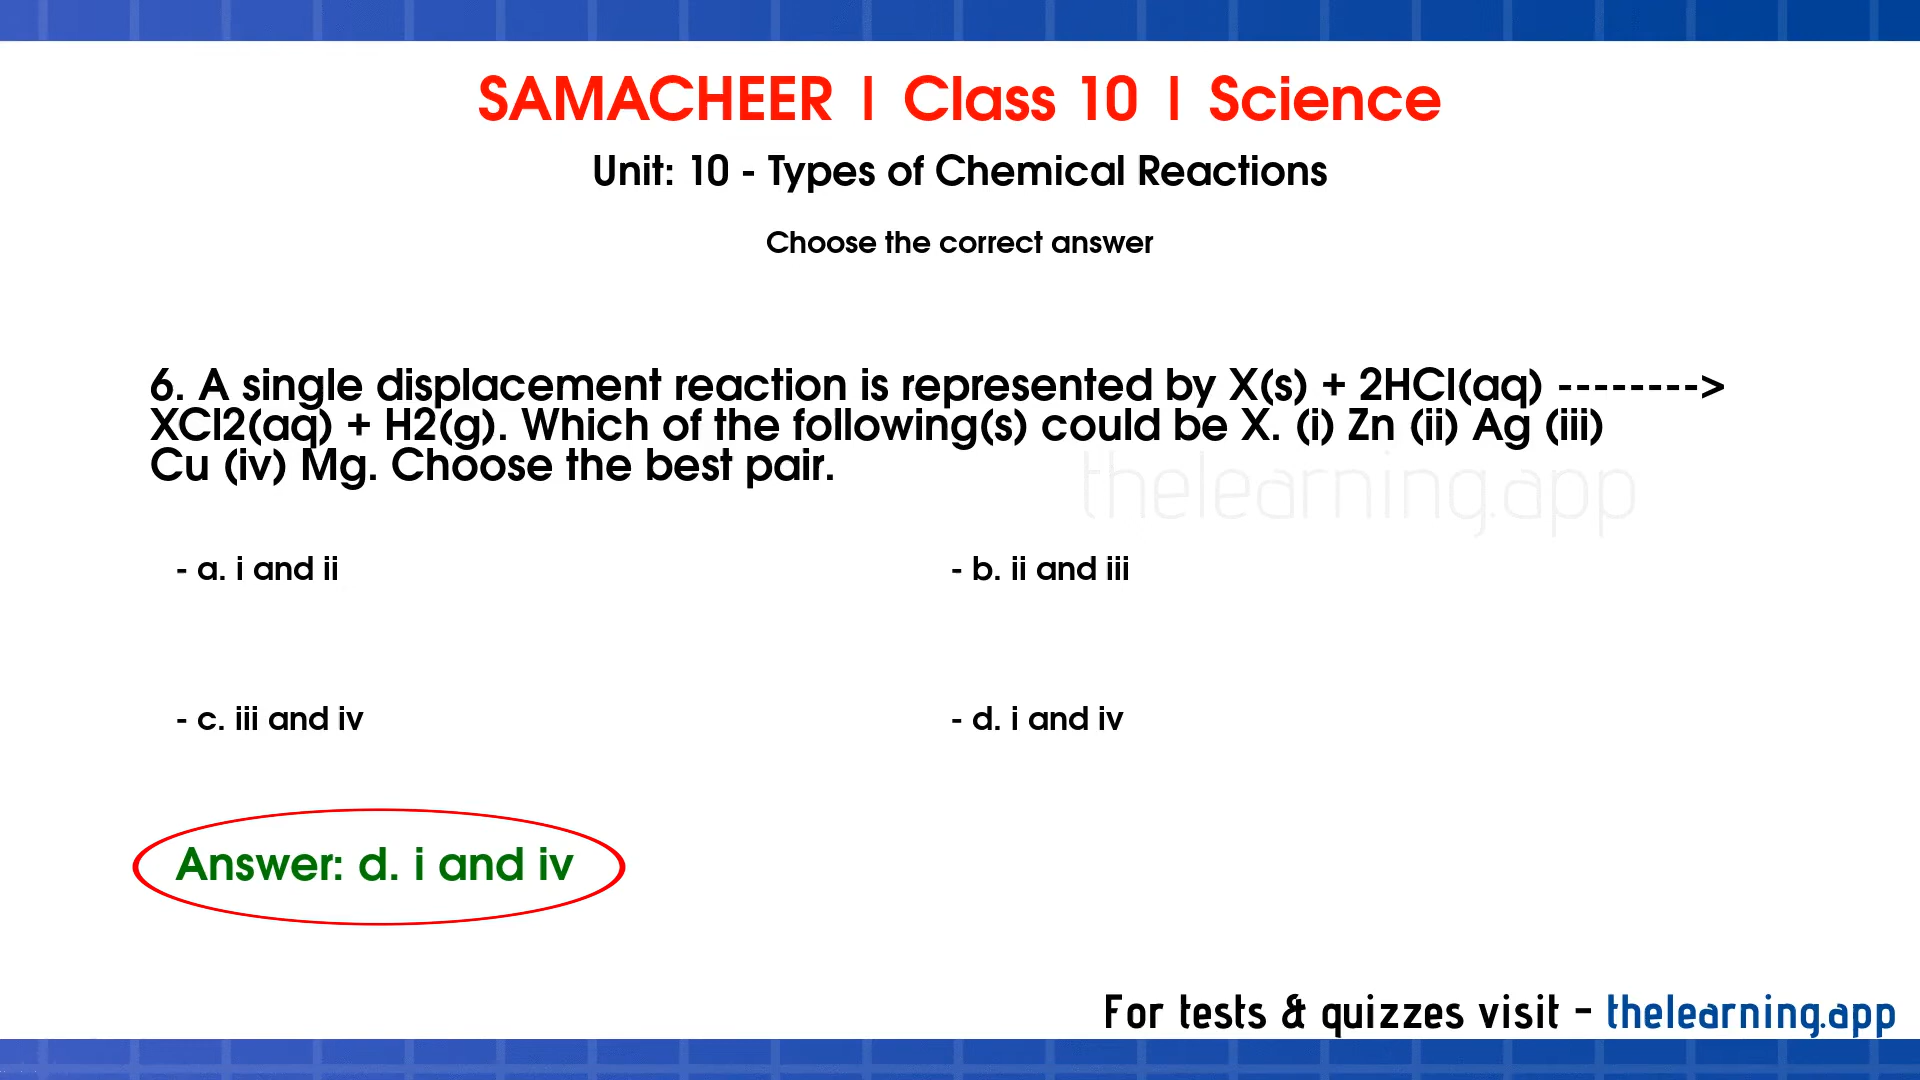 SAMACHEER | Class 10 | Science
Unit: 10 - Types of Chemical Reactions
Choose the correct answer
6. A single displacement reaction is represented by X(s) + 2HCl(aq) -------->
XCl2(aq) + H2(g). Which of the following(s) could be X. (i) Zn (ii) Ag (iii)
Cu (iv) Mg. Choose the best pair.
thelearning.app
- a. i and ii
- b. ii and iii
- c. iii and iv
- d. i and iv
Answer: d. i and iv
For tests & quizzes visit - thelearning.app